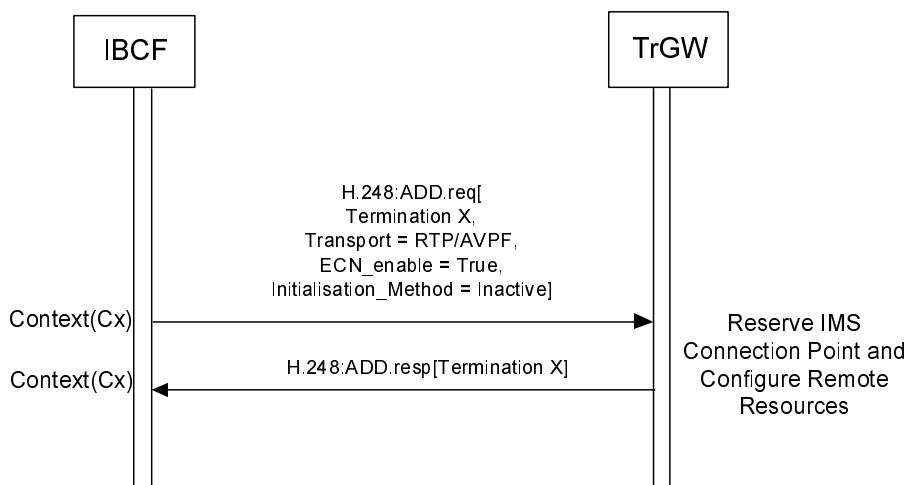 IBCF
TrGW
H.248:ADD.req[
Termination X,
Transport = RTP/AVPF,
ECN_enable = True,
Initialisation_Method = Inactive]
Context(Cx)
Reserve IMS
Connection Point and
Configure Remote
Resources
H.248:ADD.resp[Termination X]
Context(Cx)